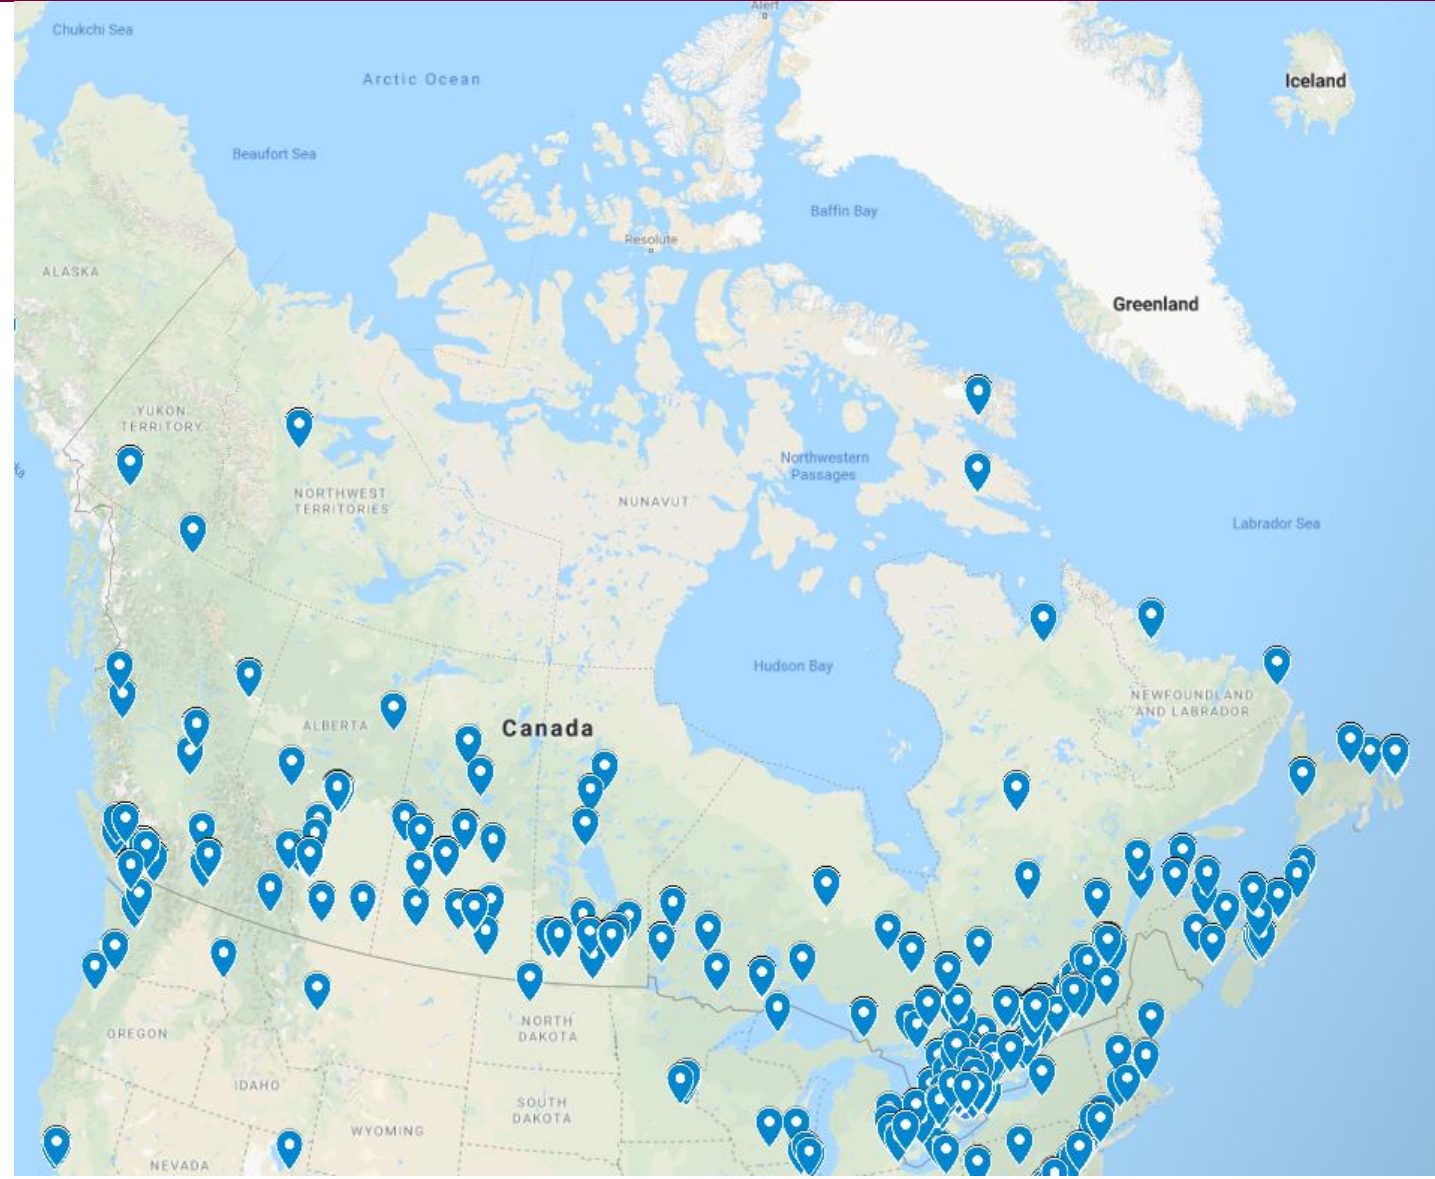 Alert
Chukchi Sea
Arctic Ocean
Iceland
Beaufort Sea
Baffin Bay
Resolute
ALASKA
Greenland
YUKON
TERRITORY
Northwestern
Passages
NORTHWEST
TERRITORIES
NUNAVUT
Labrador Sea
Hudson Bay
NEWFOUNDLAND
AND LABRADOR
ALBERTA
Canada
OREGON
NORTH
DAKOTA
IDAHO
SOUTH
DAKOTA
WYOMING
NEVADA